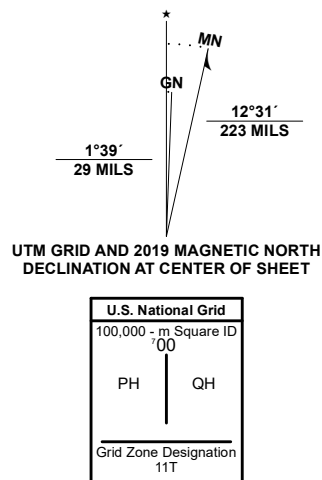 ★
MN
GN
12°31´
223 MILS
1°39´
29 MILS
UTM GRID AND 2019 MAGNETIC NORTH
DECLINATION AT CENTER OF SHEET
U.S. National Grid
100,000 - m Square ID
⁷00
PH QH
Grid Zone Designation
11T